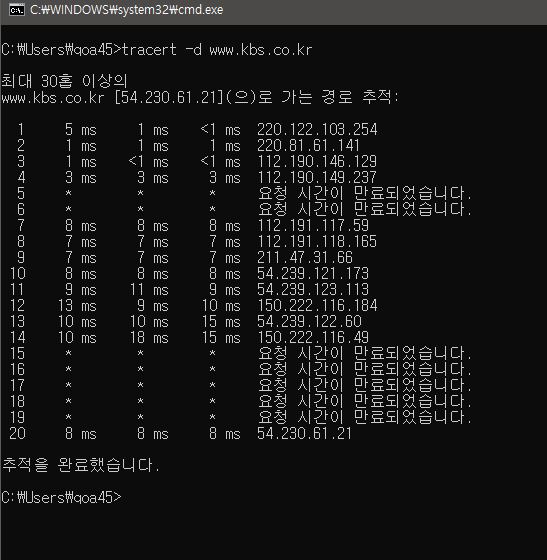 C:\WINDOWS\system32\cmd.exe
C:\Users\qoa45>tracert -d www.kbs.co.kr
최대 30홉 이상의
www.kbs.co.kr [54.230.61.21](으)로 가는 경로 추적:
1 5 ms 1 ms <1 ms 220.122.103.254
2 1 ms 1 ms 1 ms 220.81.61.141
3 1 ms <1 ms <1 ms 112.190.146.129
4 3 ms 3 ms 3 ms 112.190.149.237
5 * * * 요청 시간이 만료되었습니다.
6 * * * 요청 시간이 만료되었습니다.
7 8 ms 8 ms 8 ms 112.191.117.59
8 7 ms 7 ms 7 ms 112.191.118.165
9 7 ms 7 ms 7 ms 211.47.31.66
10 8 ms 8 ms 8 ms 54.239.121.173
11 9 ms 11 ms 9 ms 54.239.123.113
12 13 ms 9 ms 10 ms 150.222.116.184
13 10 ms 10 ms 15 ms 54.239.122.60
14 10 ms 18 ms 15 ms 150.222.116.49
15 * * * 요청 시간이 만료되었습니다.
16 * * * 요청 시간이 만료되었습니다.
17 * * * 요청 시간이 만료되었습니다.
18 * * * 요청 시간이 만료되었습니다.
19 * * * 요청 시간이 만료되었습니다.
20 8 ms 8 ms 8 ms 54.230.61.21
추적을 완료했습니다.
C:\Users\qoa45>